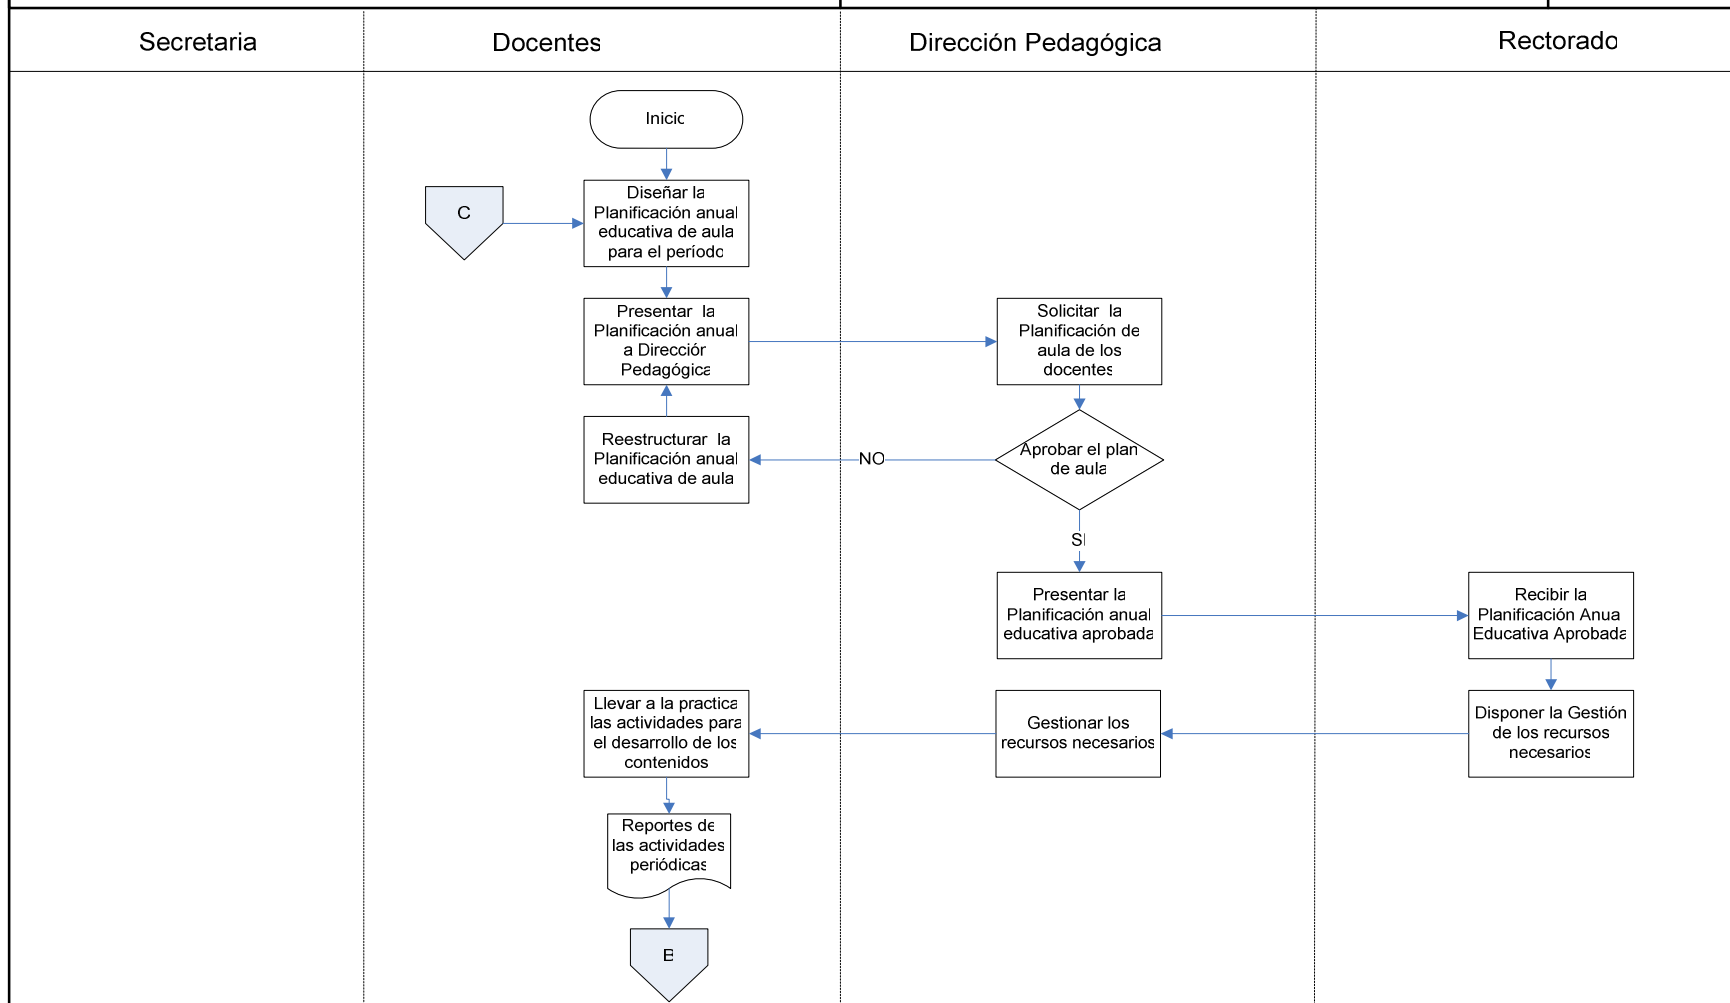 Secretaria
Docentes
Dirección Pedagógica
Rectorado
Inicio
C
Diseñar la
Planificación anual
educativa de aula
para el período
Presentar la
Planificación anual
a Dirección
Pedagógica
Solicitar la
Planificación de
aula de los
docentes
Reestructurar la
Planificación anual
educativa de aula
NO
Aprobar el plan
de aula
SI
Presentar la
Planificación anual
educativa aprobada
Recibir la
Planificación Anua
Educativa Aprobada
Llevar a la practica
las actividades para
el desarrollo de los
contenidos
Gestionar los
recursos necesarios
Disponer la Gestión
de los recursos
necesarios
Reportes de
las actividades
periódicas